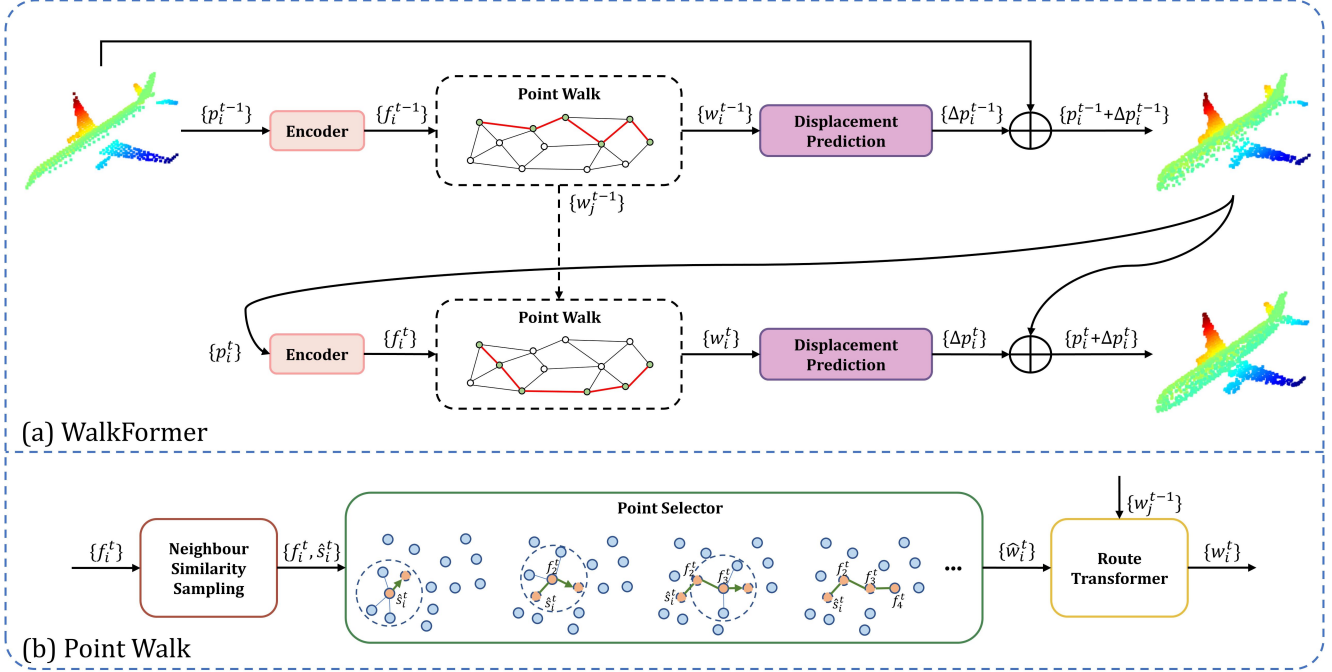 Point Walk
{p_i^{t-1}}
Encoder
{f_i^{t-1}}
{w_i^{t-1}}
Displacement
Prediction
{Δp_i^{t-1}}
{p_i^{t-1}+Δp_i^{t-1}}
{w_j^{t-1}}
Point Walk
{p_i^t}
Encoder
{f_i^t}
{w_i^t}
Displacement
Prediction
{Δp_i^t}
{p_i^t+Δp_i^t}
(a) WalkFormer
Point Selector
{w_j^{t-1}}
{f_i^t}
Neighbour
Similarity
Sampling
{f_i^t, ŝ_i^t}
ŝ_i^t
f_2^t
ŝ_i^t
f_2^t
f_3^t
ŝ_i^t
f_2^t
f_3^t
ŝ_i^t
f_4^t
...
{ŵ_i^t}
Route
Transformer
{w_i^t}
(b) Point Walk